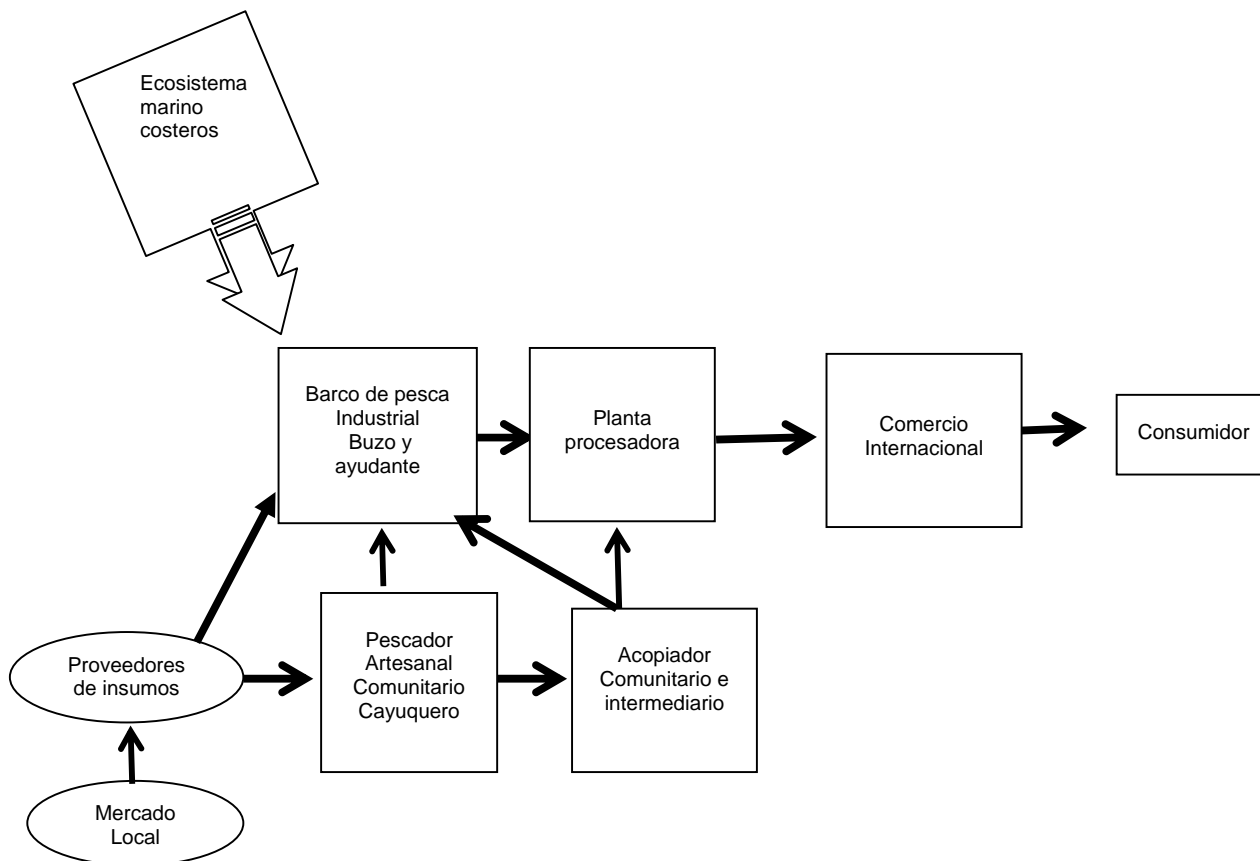 Ecosistema
marino
costeros
Barco de pesca
Industrial
Buzo y
ayudante
Planta
procesadora
Comercio
Internacional
Consumidor
Proveedores
de insumos
Pescador
Artesanal
Comunitario
Cayuquero
Acopiador
Comunitario e
intermediario
Mercado
Local